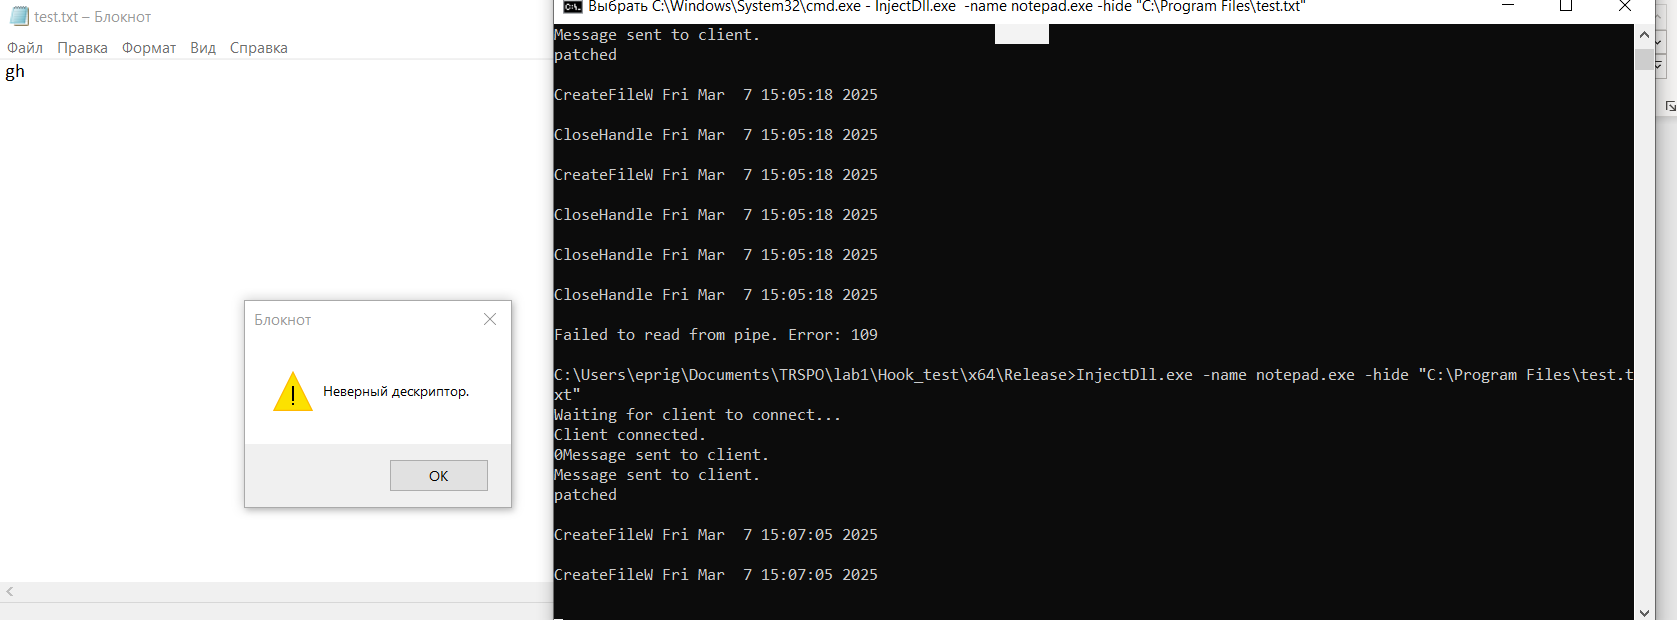 test.txt – Блокнот
Файл Правка Формат Вид Справка
gh
Блокнот
Неверный дескриптор.
OK
Выбрать C:\Windows\System32\cmd.exe - InjectDll.exe -name notepad.exe -hide "C:\Program Files\test.txt"
Message sent to client.
patched
CreateFileW Fri Mar  7 15:05:18 2025
CloseHandle Fri Mar  7 15:05:18 2025
CreateFileW Fri Mar  7 15:05:18 2025
CloseHandle Fri Mar  7 15:05:18 2025
CloseHandle Fri Mar  7 15:05:18 2025
CloseHandle Fri Mar  7 15:05:18 2025
Failed to read from pipe. Error: 109
C:\Users\eprig\Documents\TRSPO\lab1\Hook_test\x64\Release>InjectDll.exe -name notepad.exe -hide "C:\Program Files\test.t
xt"
Waiting for client to connect...
Client connected.
0Message sent to client.
Message sent to client.
patched
CreateFileW Fri Mar  7 15:07:05 2025
CreateFileW Fri Mar  7 15:07:05 2025